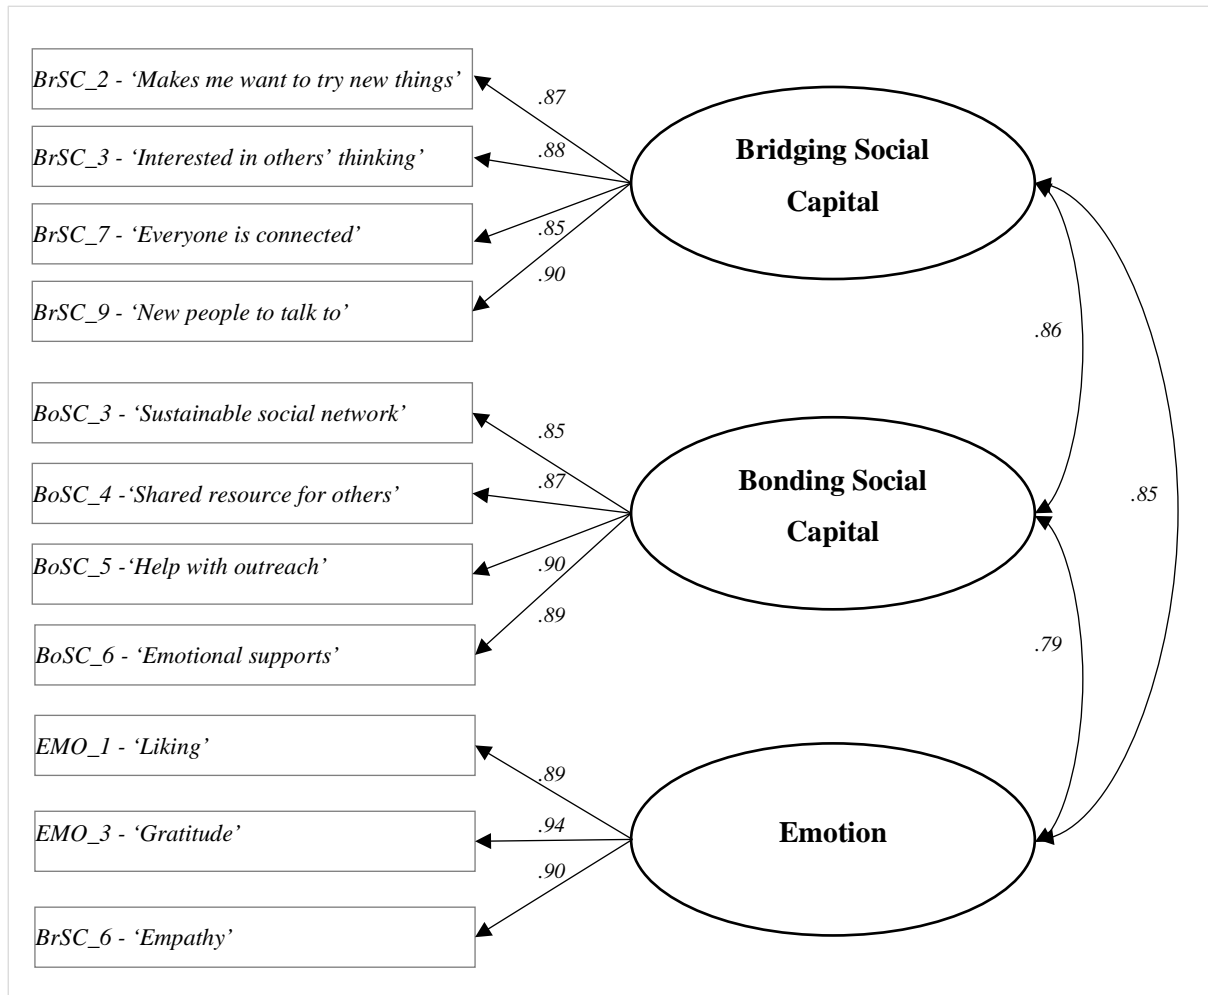 BrSC_2 - ‘Makes me want to try new things’
.87
BrSC_3 - ‘Interested in others’ thinking’
.88
BrSC_7 - ‘Everyone is connected’
.85
BrSC_9 - ‘New people to talk to’
.90
Bridging Social
Capital
.86
BoSC_3 - ‘Sustainable social network’
.85
BoSC_4 -‘Shared resource for others’
.87
BoSC_5 -‘Help with outreach’
.90
BoSC_6 - ‘Emotional supports’
.89
Bonding Social
Capital
.85
.79
EMO_1 - ‘Liking’
.89
EMO_3 - ‘Gratitude’
.94
BrSC_6 - ‘Empathy’
.90
Emotion